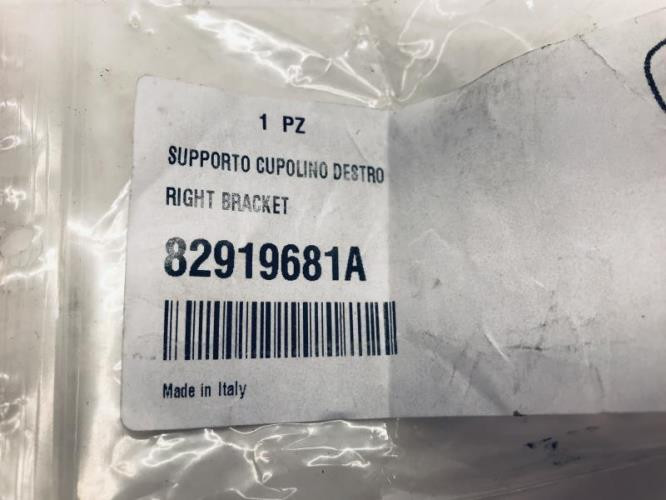 1 PZ
SUPPORTO CUPOLINO DESTRO
RIGHT BRACKET
82919681A
Made in Italy